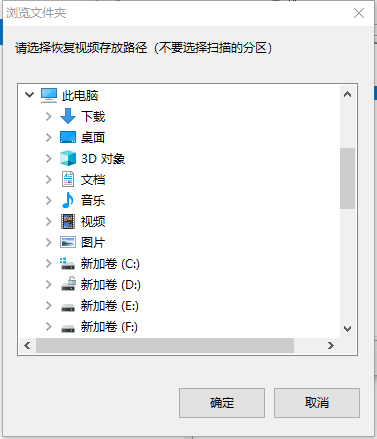 浏览文件夹
请选择恢复视频存放路径（不要选择扫描的分区）
此电脑
下载
桌面
3D 对象
文档
音乐
视频
图片
新加卷 (C:)
新加卷 (D:)
新加卷 (E:)
新加卷 (F:)
确定
取消